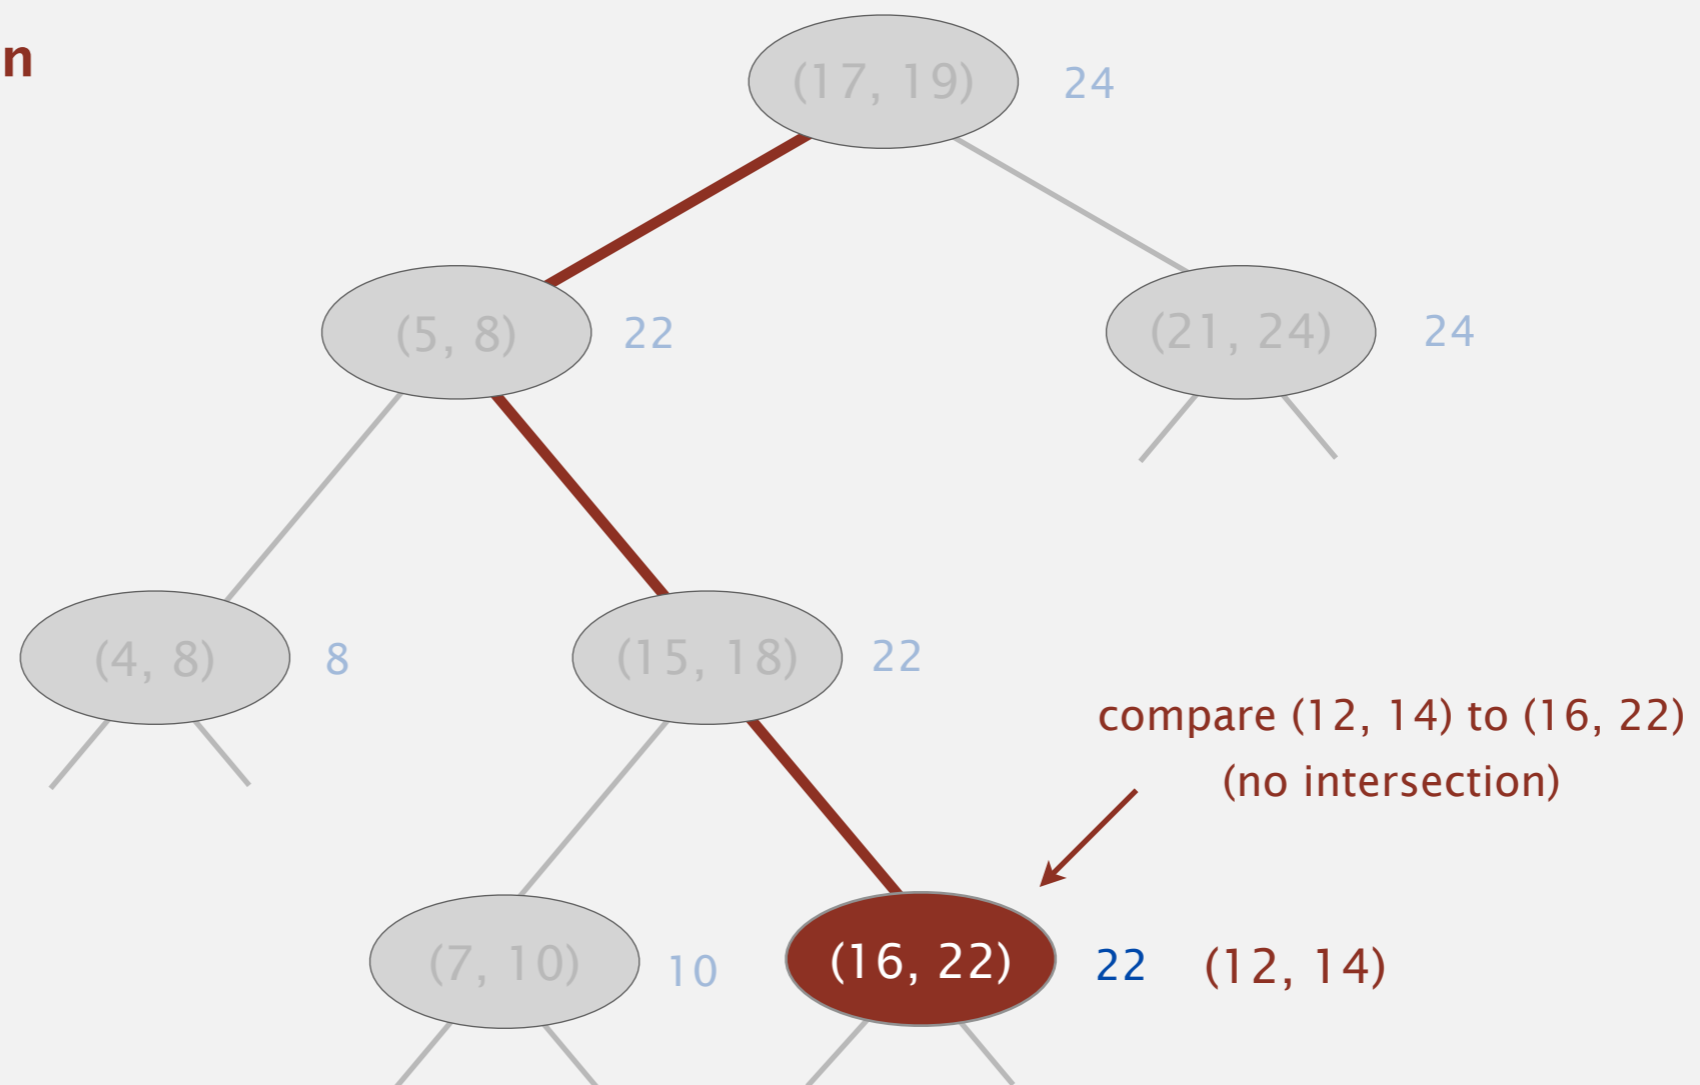 n
(17, 19) 24
(5, 8) 22
(21, 24) 24
(4, 8) 8
(15, 18) 22
compare (12, 14) to (16, 22)
(no intersection)
(7, 10) 10
(16, 22) 22 (12, 14)